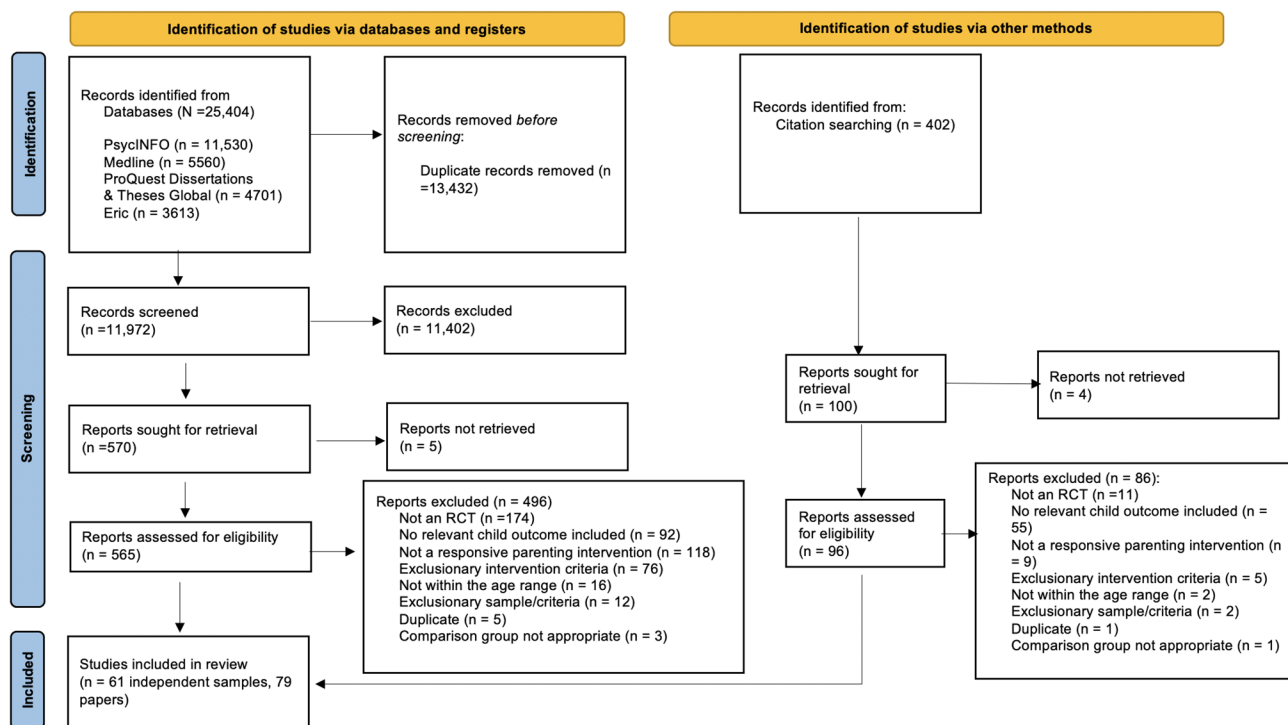 Identification of studies via databases and registers
Identification of studies via other methods
Identification
Records identified from
Databases (N =25,404)
PsycINFO (n = 11,530)
Medline (n = 5560)
ProQuest Dissertations
& Theses Global (n = 4701)
Eric (n = 3613)
Records removed before
screening:
Duplicate records removed (n
=13,432)
Records identified from:
Citation searching (n = 402)
Screening
Records screened
(n =11,972)
Records excluded
(n = 11,402)
Reports sought for retrieval
(n =570)
Reports not retrieved
(n = 5)
Reports sought for
retrieval
(n = 100)
Reports not retrieved
(n = 4)
Reports assessed for eligibility
(n = 565)
Reports excluded (n = 496)
Not an RCT (n =174)
No relevant child outcome included (n = 92)
Not a responsive parenting intervention (n = 118)
Exclusionary intervention criteria (n = 76)
Not within the age range (n = 16)
Exclusionary sample/criteria (n = 12)
Duplicate (n = 5)
Comparison group not appropriate (n = 3)
Reports assessed
for eligibility
(n = 96)
Reports excluded (n = 86):
Not an RCT (n =11)
No relevant child outcome included (n =
55)
Not a responsive parenting intervention (n
= 9)
Exclusionary intervention criteria (n = 5)
Not within the age range (n = 2)
Exclusionary sample/criteria (n = 2)
Duplicate (n = 1)
Comparison group not appropriate (n = 1)
Included
Studies included in review
(n = 61 independent samples, 79
papers)